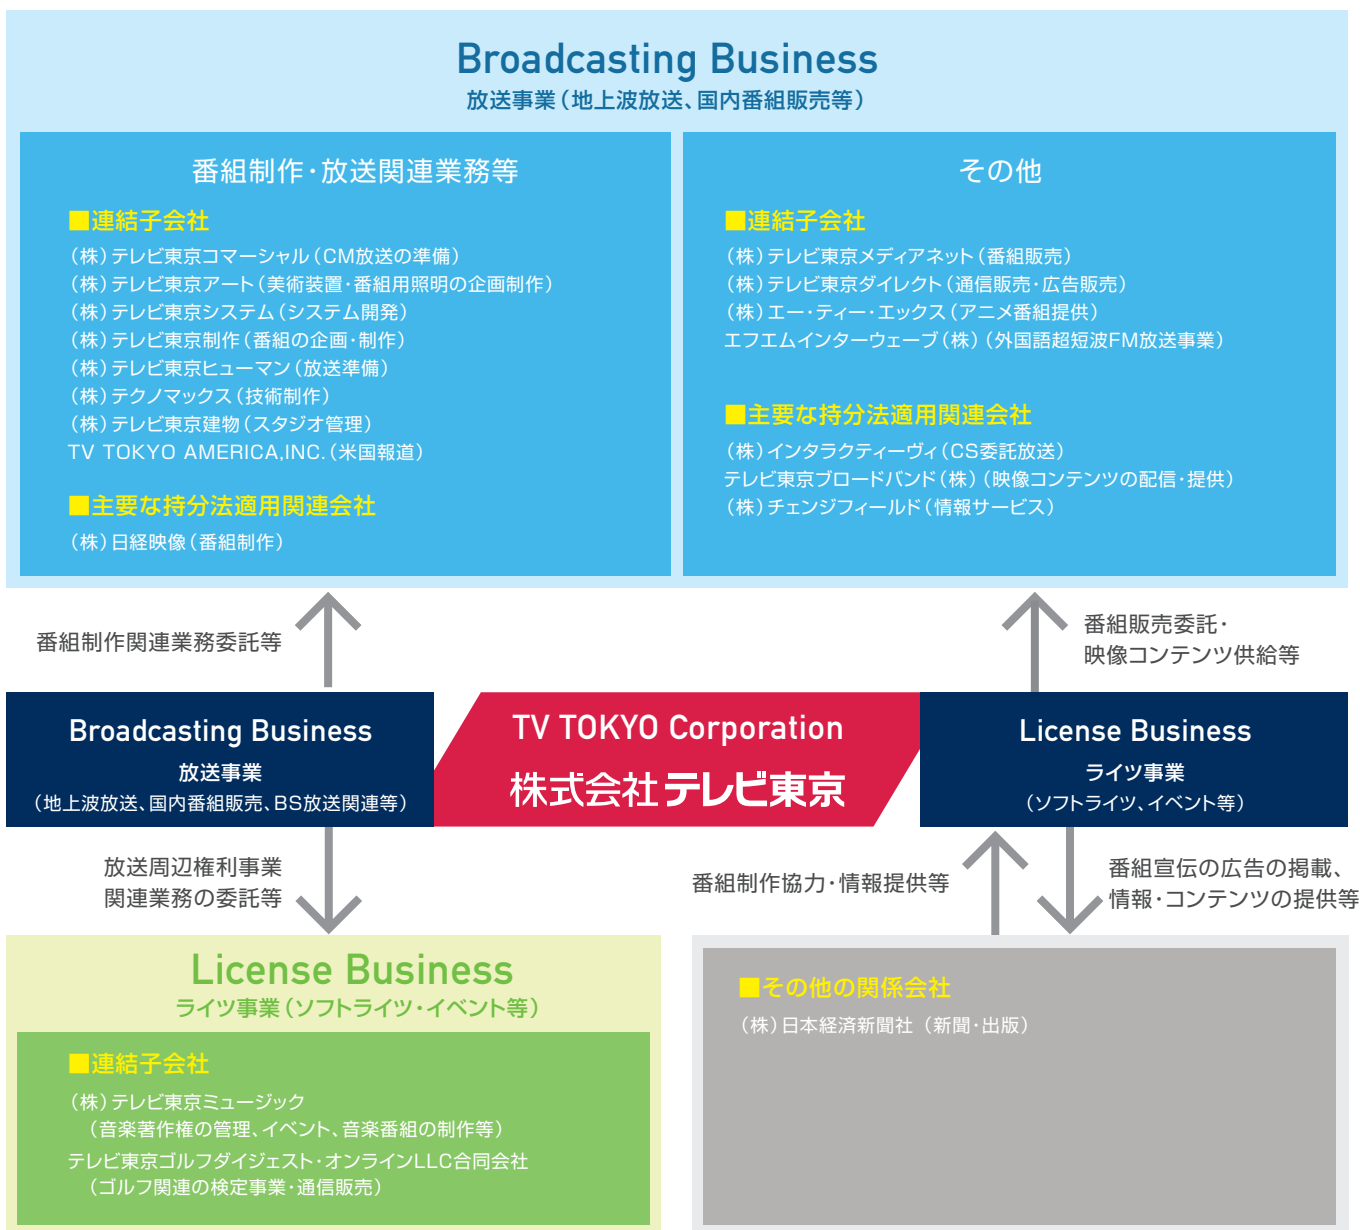 Broadcasting Business
放送事業（地上波放送、国内番組販売等）
番組制作・放送関連業務等
■連結子会社
（株）テレビ東京コマーシャル（CM放送の準備）
（株）テレビ東京アート（美術装置・番組用照明の企画制作）
（株）テレビ東京システム（システム開発）
（株）テレビ東京制作（番組の企画・制作）
（株）テレビ東京ヒューマン（放送準備）
（株）テクノマックス（技術制作）
（株）テレビ東京建物（スタジオ管理）
TV TOKYO AMERICA,INC.（米国報道）
■主要な持分法適用関連会社
（株）日経映像（番組制作）
その他
■連結子会社
（株）テレビ東京メディアネット（番組販売）
（株）テレビ東京ダイレクト（通信販売・広告販売）
（株）エー・ティー・エックス（アニメ番組提供）
エフエムインターウェーブ（株）（外国語超短波FM放送事業）
■主要な持分法適用関連会社
（株）インタラクティーヴィ（CS委託放送）
テレビ東京ブロードバンド（株）（映像コンテンツの配信・提供）
（株）チェンジフィールド（情報サービス）
番組制作関連業務委託等
番組販売委託・
映像コンテンツ供給等
Broadcasting Business
放送事業
（地上波放送、国内番組販売、BS放送関連等）
TV TOKYO Corporation
株式会社テレビ東京
License Business
ライツ事業
（ソフトライツ、イベント等）
放送周辺権利事業
関連業務の委託等
番組制作協力・情報提供等
番組宣伝の広告の掲載、
情報・コンテンツの提供等
License Business
ライツ事業（ソフトライツ・イベント等）
■連結子会社
（株）テレビ東京ミュージック
（音楽著作権の管理、イベント、音楽番組の制作等）
テレビ東京ゴルフダイジェスト・オンラインLLC合同会社
（ゴルフ関連の検定事業・通信販売）
■その他の関係会社
（株）日本経済新聞社（新聞・出版）